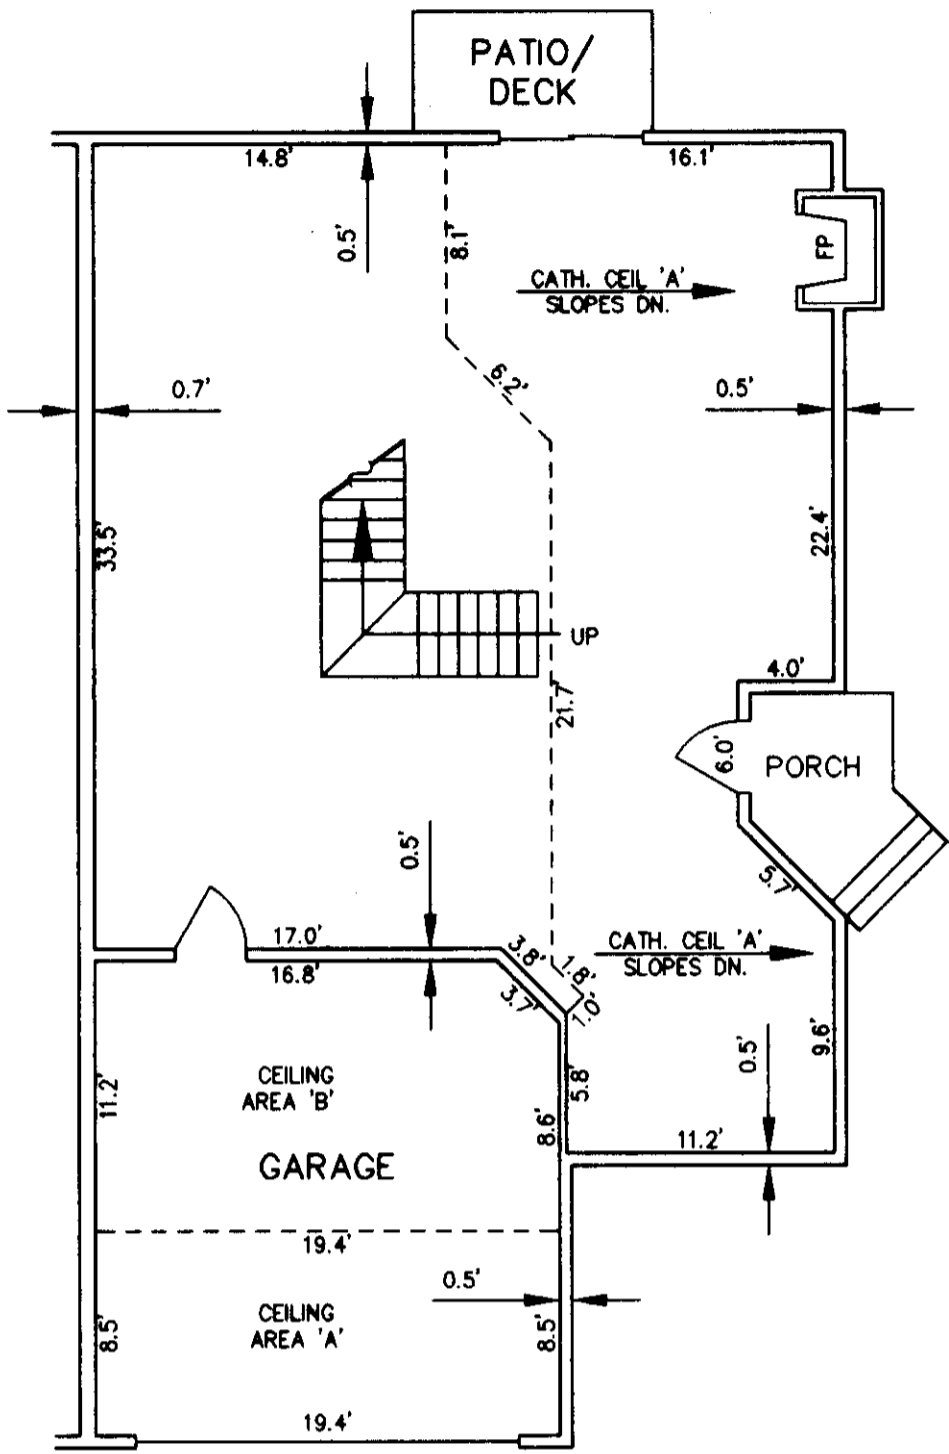 PATIO/
DECK
14.8'
16.1'
0.5'
8.1'
FP
CATH. CEIL 'A'
SLOPES DN.
6.2'
0.7'
0.5'
33.5'
22.4'
UP
4.0'
21.7'
6.0'
PORCH
0.5'
5.7'
17.0'
3.8'
CATH. CEIL 'A'
SLOPES DN.
16.8'
1.8'
3.7'
1.0'
9.6'
0.5'
11.2'
CEILING
AREA 'B'
5.8'
8.6'
11.2'
GARAGE
19.4'
0.5'
8.5'
CEILING
AREA 'A'
8.5'
19.4'